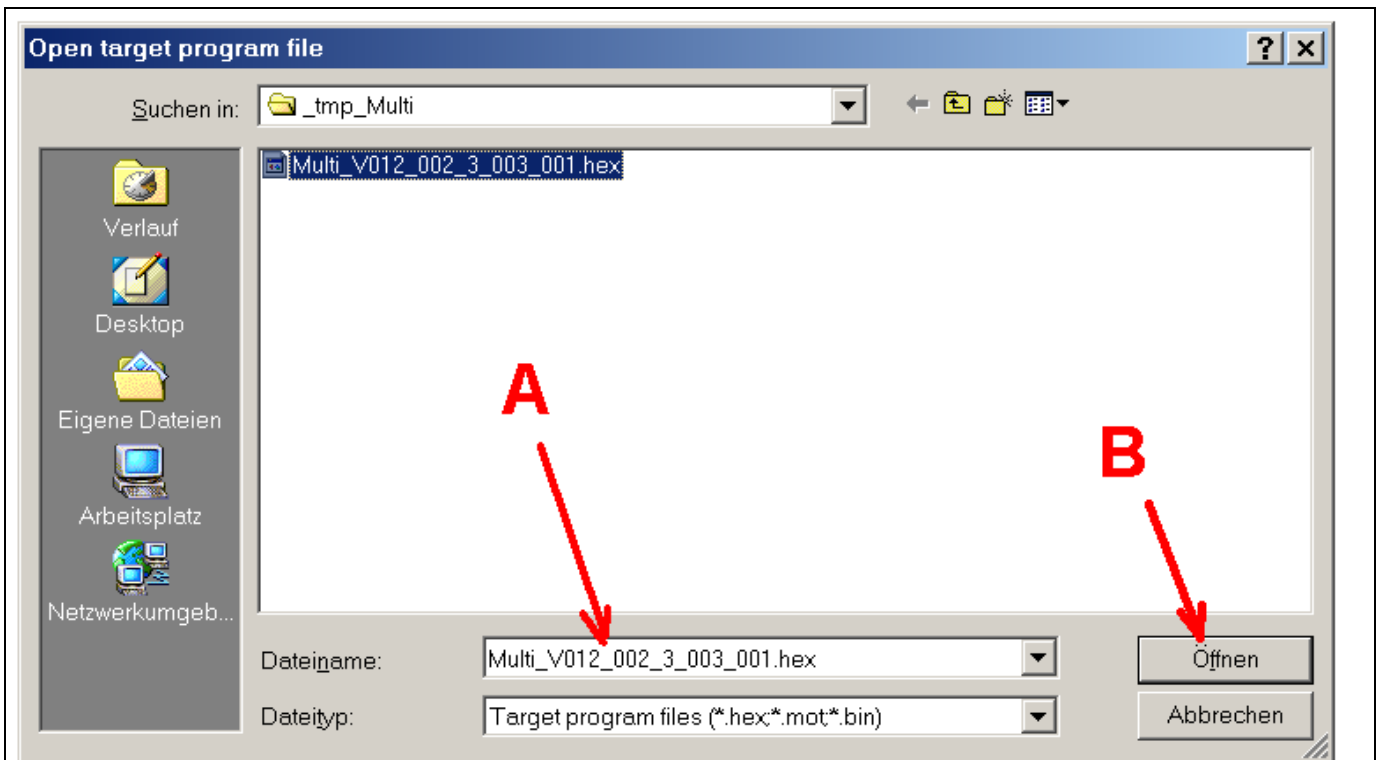 Open target program file
Suchen in: _tmp_Multi
Multi_V012_002_3_003_001.hex
Verlauf
Desktop
Eigene Dateien
Arbeitsplatz
Netzwerkumgeb...
A
B
Dateiname: Multi_V012_002_3_003_001.hex Öffnen
Dateityp: Target program files (*.hex;*.mot;*.bin) Abbrechen